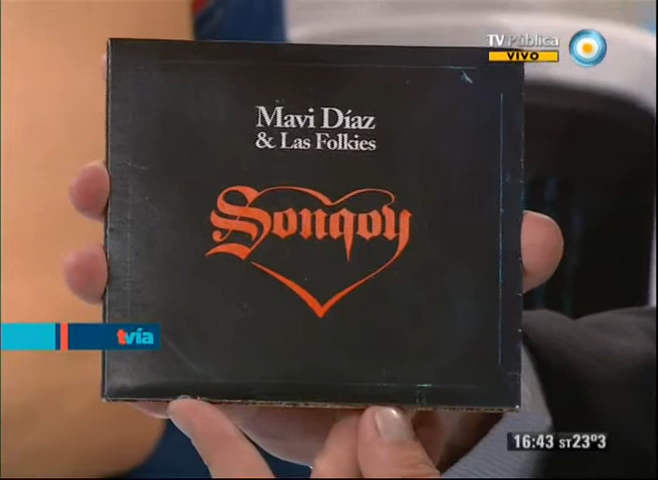 TV Pública
VIVO
Mavi Díaz
& Las Folkies
Sonqoy
tvía
16:43 ST23º3